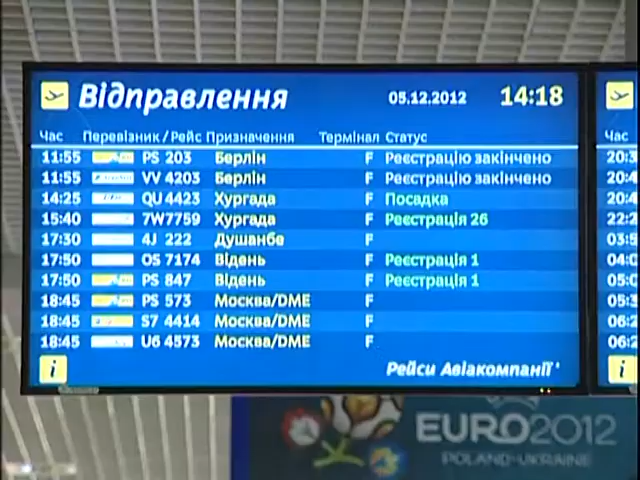 Відправлення 05.12.2012 14:18
Час Перевізник/Рейс Призначення Термінал Статус
11:55 PS 203 Берлін F Реєстрацію закінчено
11:55 VV 4203 Берлін F Реєстрацію закінчено
14:25 QU 4423 Хургада F Посадка
15:40 7W7759 Хургада F Реєстрація 26
17:30 4J 222 Душанбе F
17:50 OS 7174 Відень F Реєстрація 1
17:50 PS 847 Відень F Реєстрація 1
18:45 PS 573 Москва/DME F
18:45 S7 4414 Москва/DME F
18:45 U6 4573 Москва/DME F
i Рейси Авіакомпанії '
Час
i
EURO2012
POLAND-UKRAINE